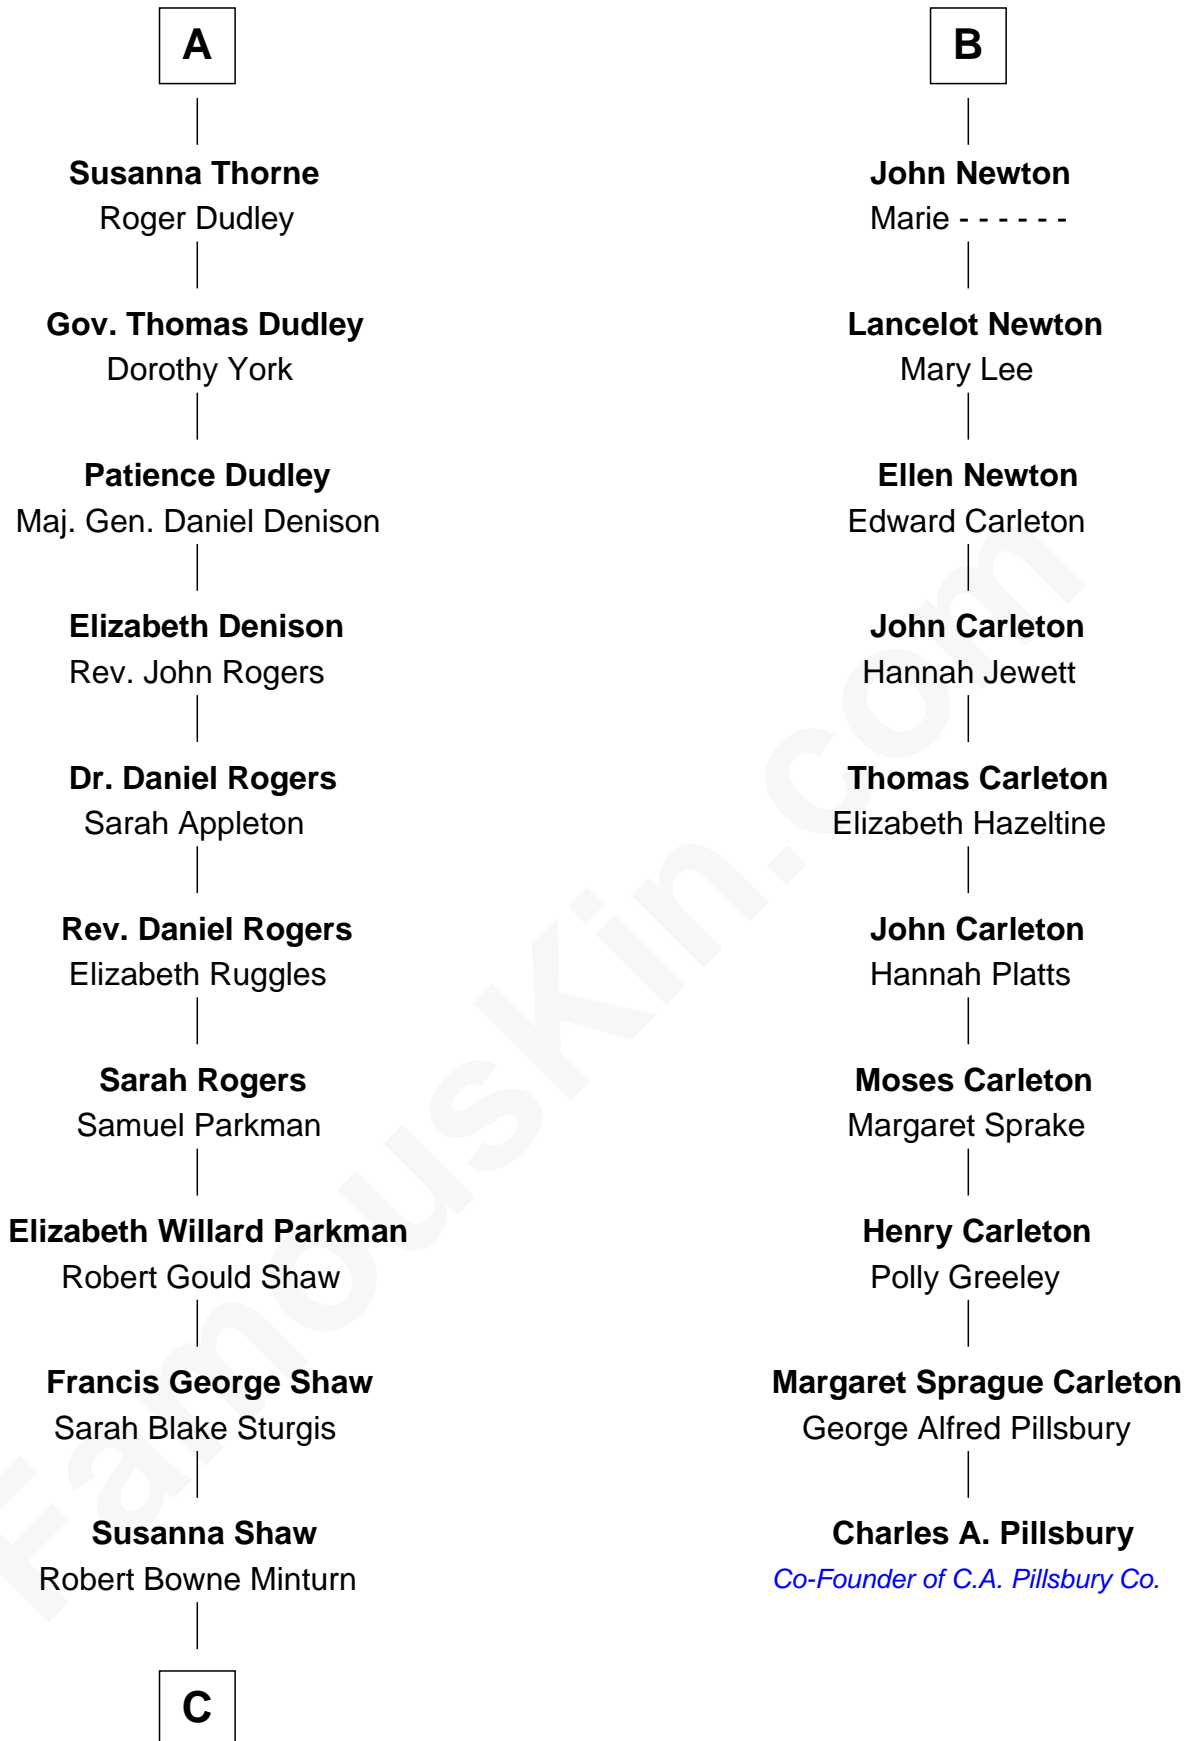 A
Susanna Thorne
Roger Dudley
Gov. Thomas Dudley
Dorothy York
Patience Dudley
Maj. Gen. Daniel Denison
Elizabeth Denison
Rev. John Rogers
Dr. Daniel Rogers
Sarah Appleton
Rev. Daniel Rogers
Elizabeth Ruggles
Sarah Rogers
Samuel Parkman
Elizabeth Willard Parkman
Robert Gould Shaw
Francis George Shaw
Sarah Blake Sturgis
Susanna Shaw
Robert Bowne Minturn
C
B
John Newton
Marie - - - - - -
Lancelot Newton
Mary Lee
Ellen Newton
Edward Carleton
John Carleton
Hannah Jewett
Thomas Carleton
Elizabeth Hazeltine
John Carleton
Hannah Platts
Moses Carleton
Margaret Sprake
Henry Carleton
Polly Greeley
Margaret Sprague Carleton
George Alfred Pillsbury
Charles A. Pillsbury
Co-Founder of C.A. Pillsbury Co.
FamousKin.com